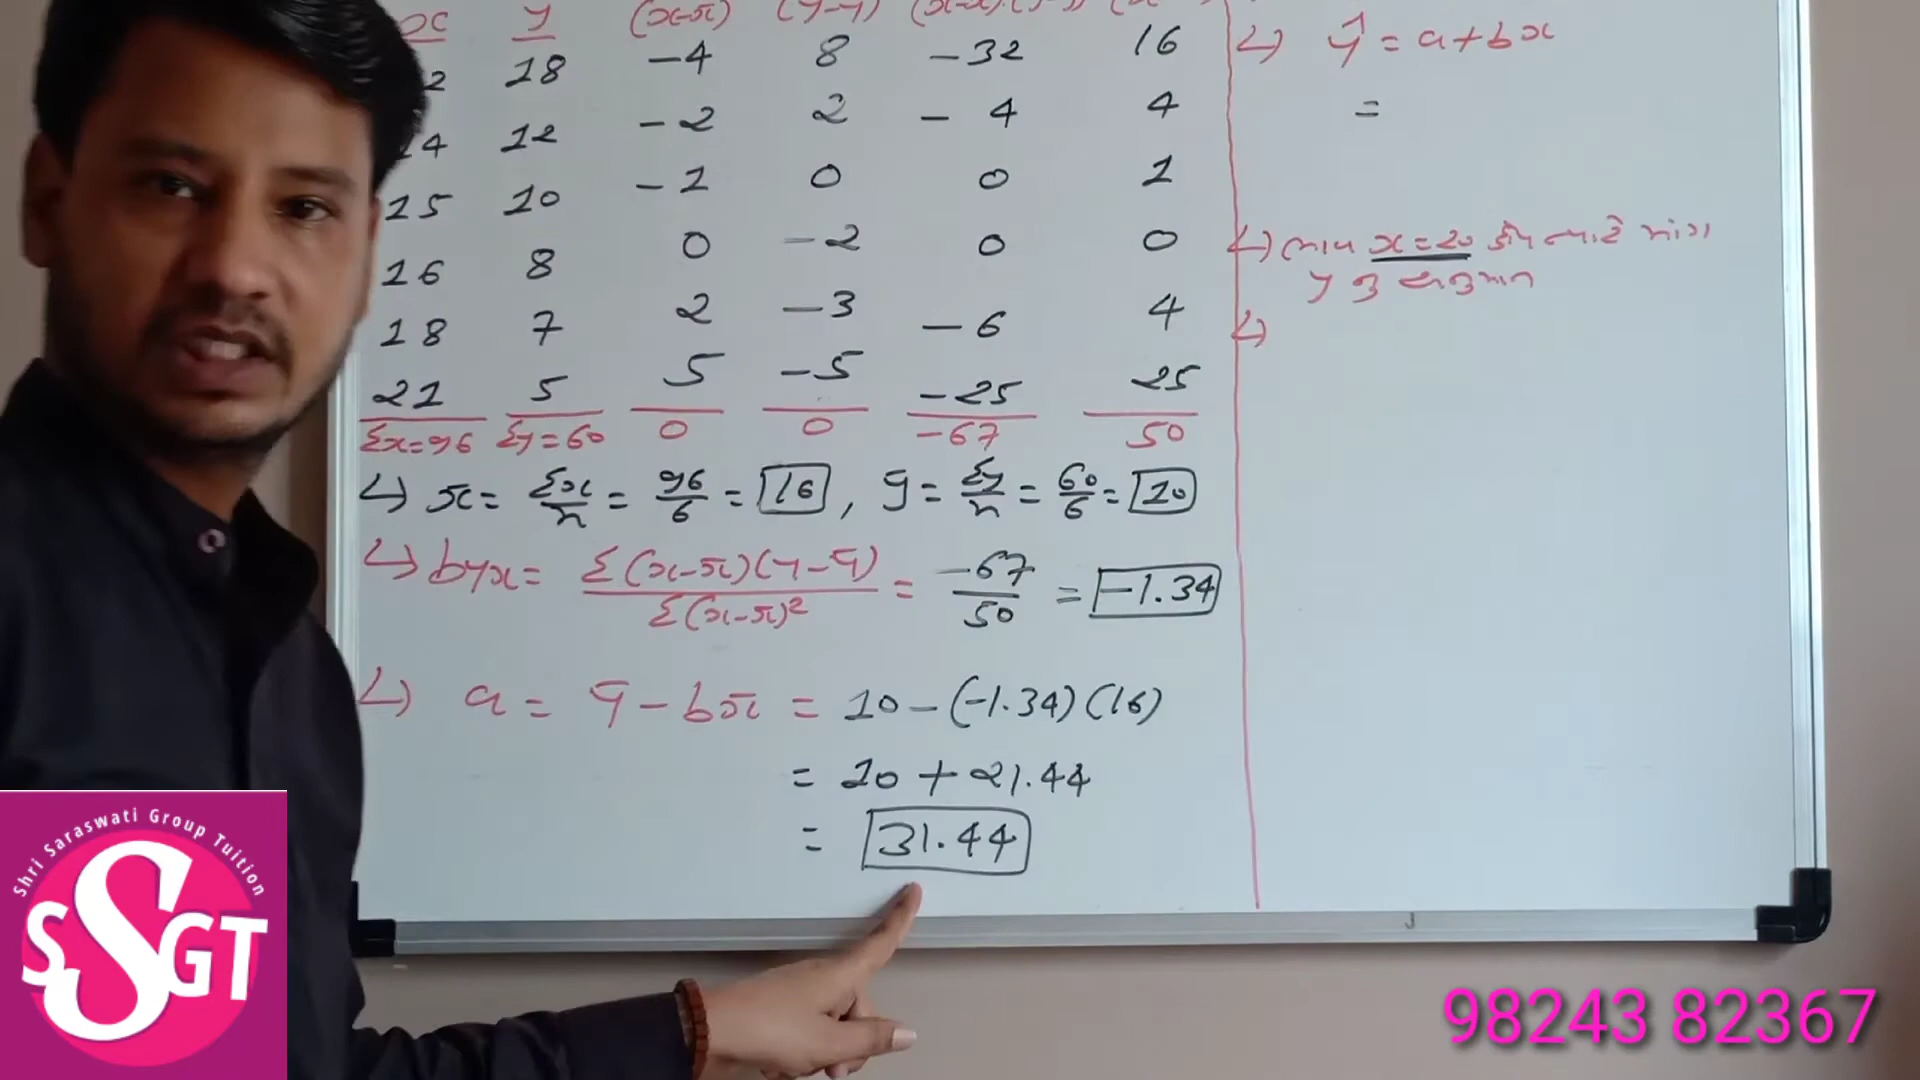 x y (x-x̄) (y-ȳ)
2 18 -4 8 -32 16
14 12 -2 2 -4 4
15 10 -1 0 0 1
16 8 0 -2 0 0
18 7 2 -3 -6 4
21 5 5 -5 -25 25
Σx=96 Σy=60 0 0 -67 50
↳ x̄ = Σx/n = 96/6 = 16 , ȳ = Σy/n = 60/6 = 10
↳ byx = Σ(x-x̄)(y-ȳ)/Σ(x-x̄)² = -67/50 = -1.34
↳ a = ȳ - bx̄ = 10 - (-1.34)(16)
= 10 + 21.44
= 31.44
↳ ŷ = a+bx
=
↳ ભાવ x=20 હોય ત્યારે માંગ
y નું અનુમાન
↳
Shri Saraswati Group Tuition
SSGT
98243 82367